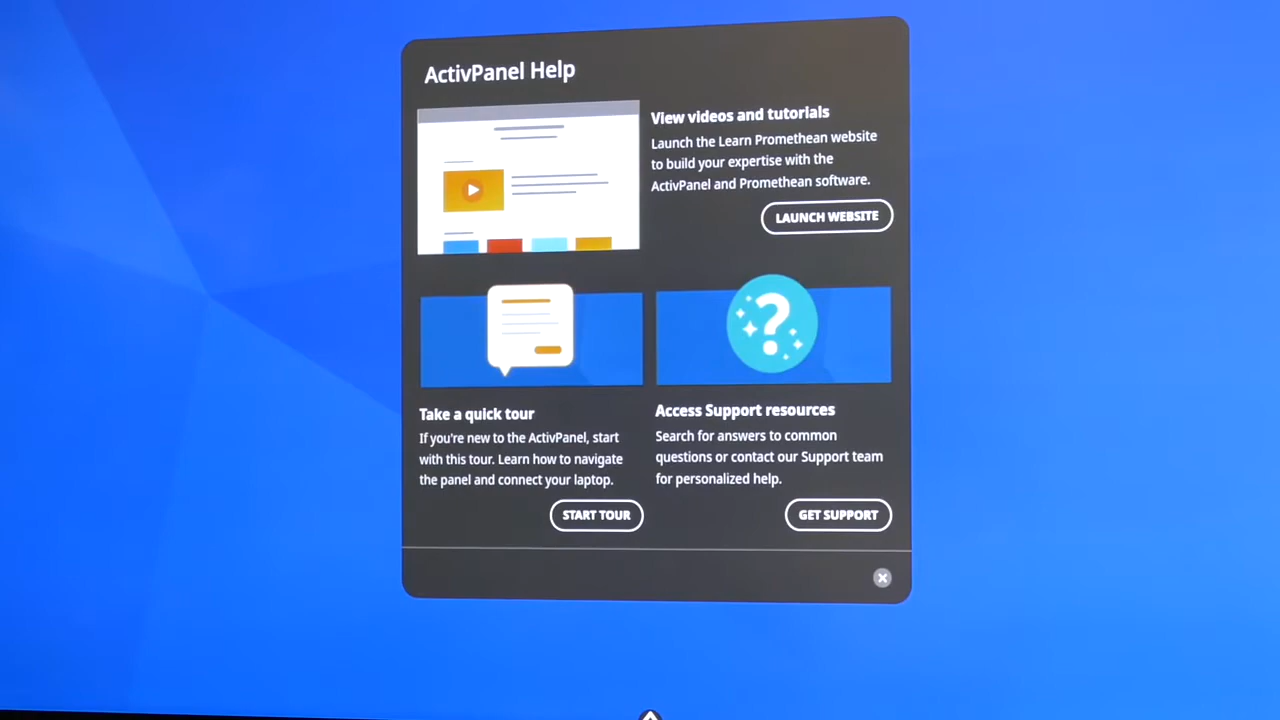 ActivPanel Help
View videos and tutorials
Launch the Learn Promethean website
to build your expertise with the
ActivPanel and Promethean software.
LAUNCH WEBSITE
Take a quick tour
If you're new to the ActivPanel, start
with this tour. Learn how to navigate
the panel and connect your laptop.
START TOUR
Access Support resources
Search for answers to common
questions or contact our Support team
for personalized help.
GET SUPPORT